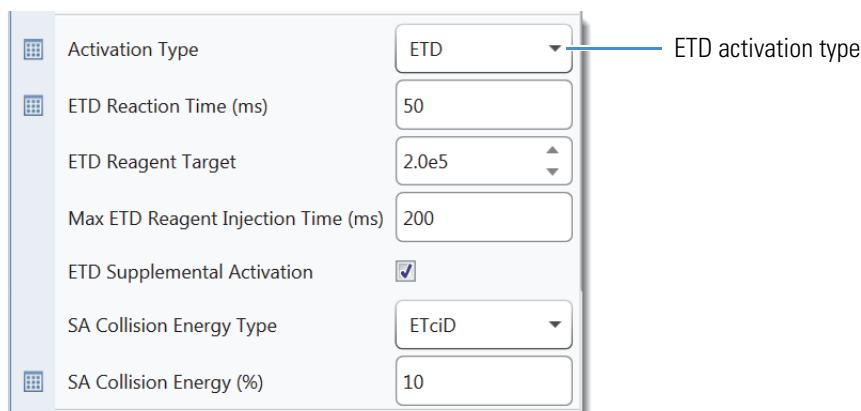 Activation Type ETD ETD activation type
ETD Reaction Time (ms) 50
ETD Reagent Target 2.0e5
Max ETD Reagent Injection Time (ms) 200
ETD Supplemental Activation
SA Collision Energy Type ETciD
SA Collision Energy (%) 10